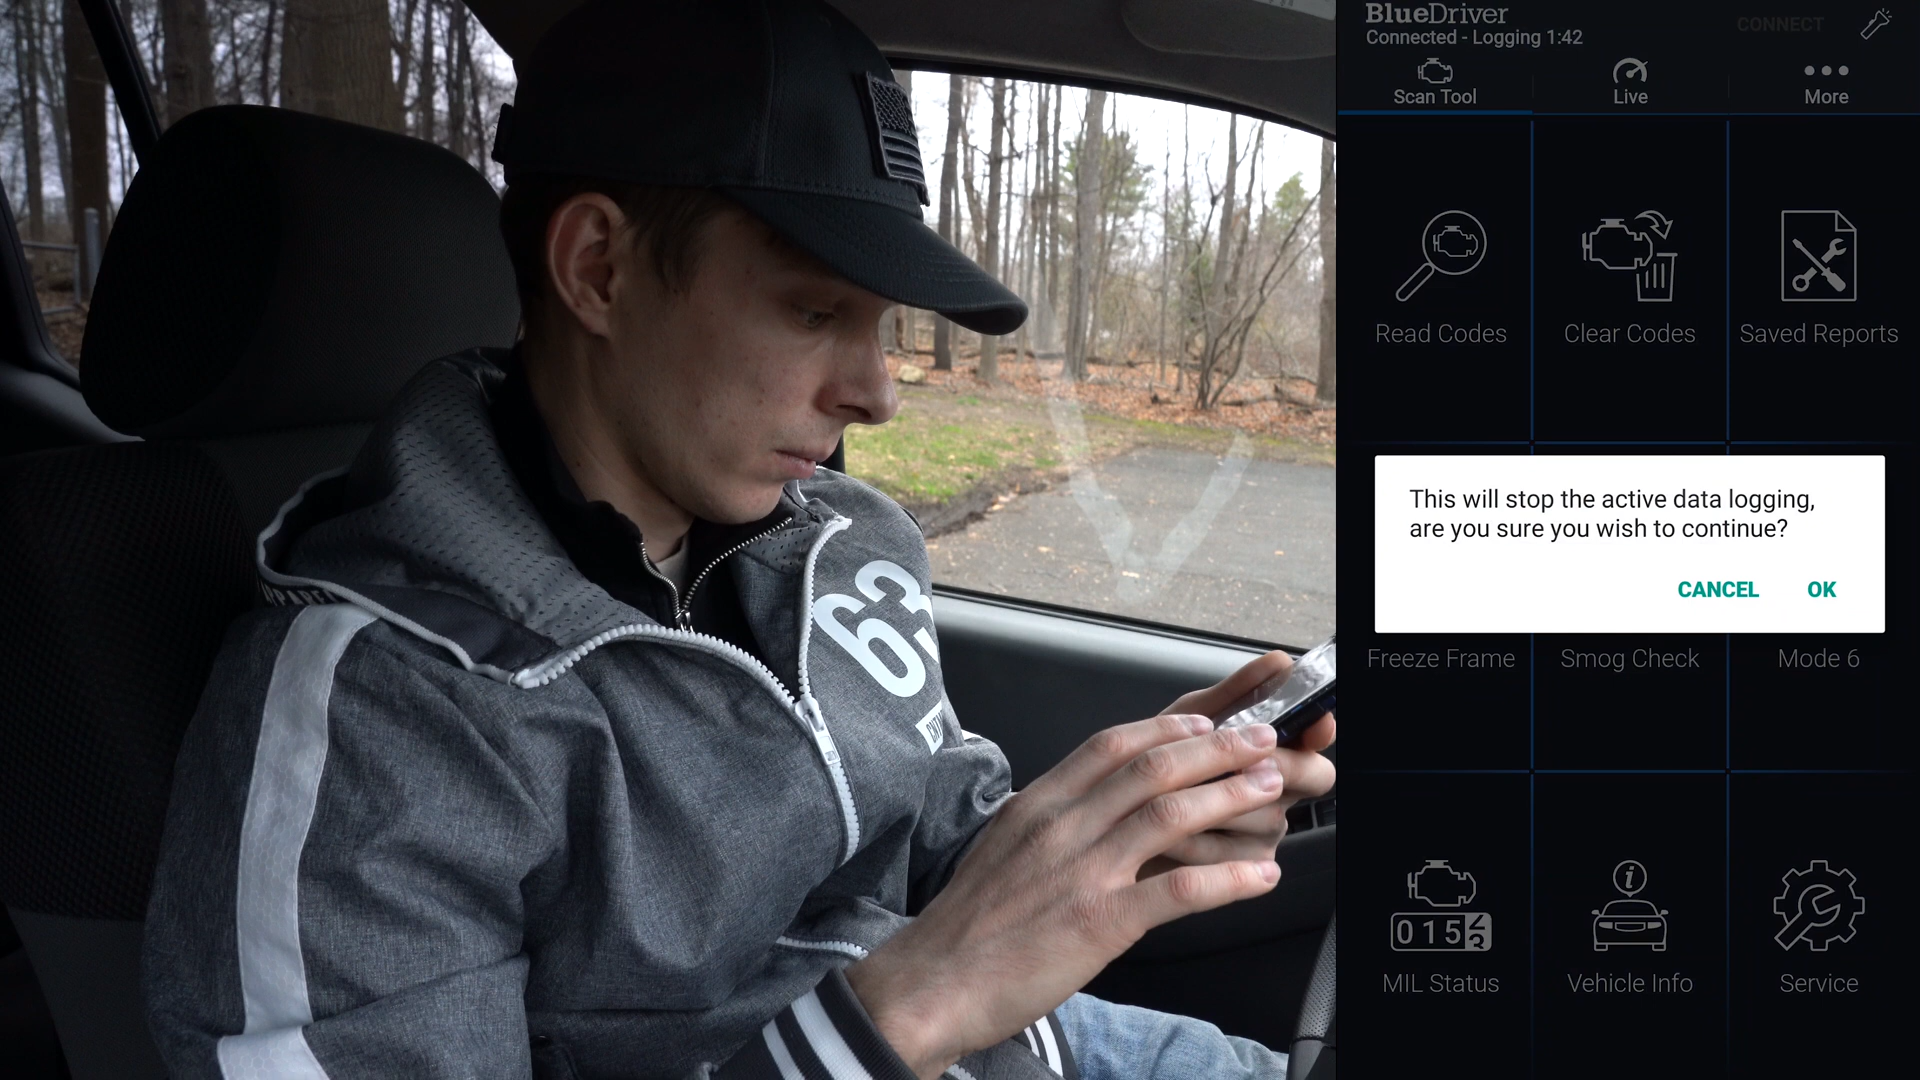 BlueDriver
CONNECT
Connected - Logging 1:42
Scan Tool
Live
More
Read Codes
Clear Codes
Saved Reports
This will stop the active data logging,
are you sure you wish to continue?
CANCEL
OK
Freeze Frame
Smog Check
Mode 6
MIL Status
Vehicle Info
Service
015
63